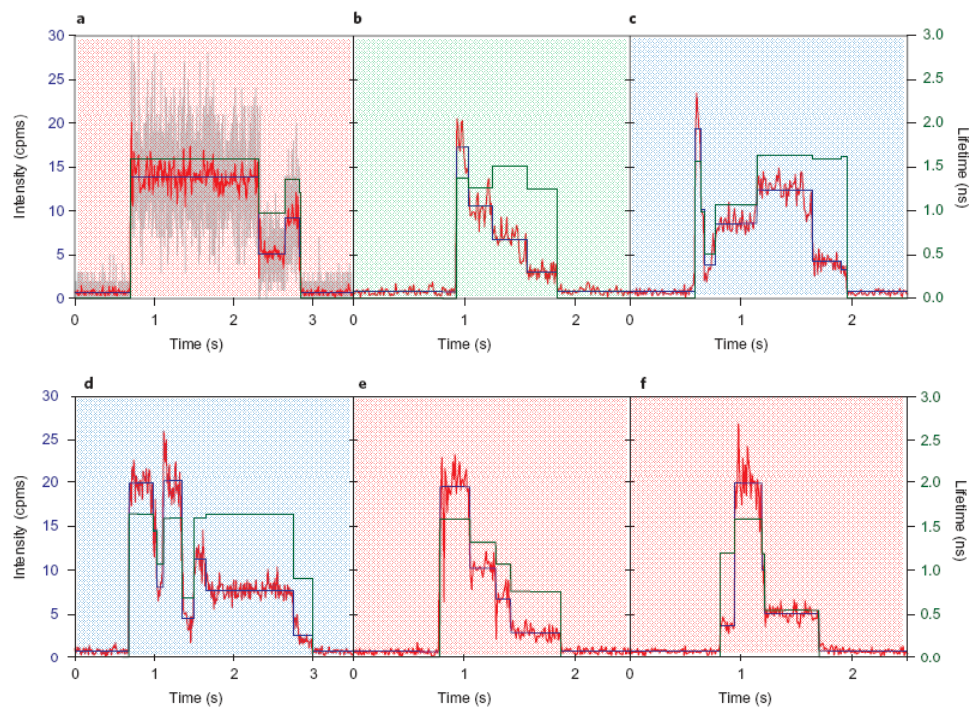 a b c
30 3.0
25 2.5
20 2.0
15 1.5
10 1.0
5 0.5
0 0.0
Intensity (cpms)
Lifetime (ns)
0 1 2 3 0 1 2 0 1 2
Time (s) Time (s) Time (s)
d e f
30 3.0
25 2.5
20 2.0
15 1.5
10 1.0
5 0.5
0 0.0
Intensity (cpms)
Lifetime (ns)
0 1 2 3 0 1 2 0 1 2
Time (s) Time (s) Time (s)